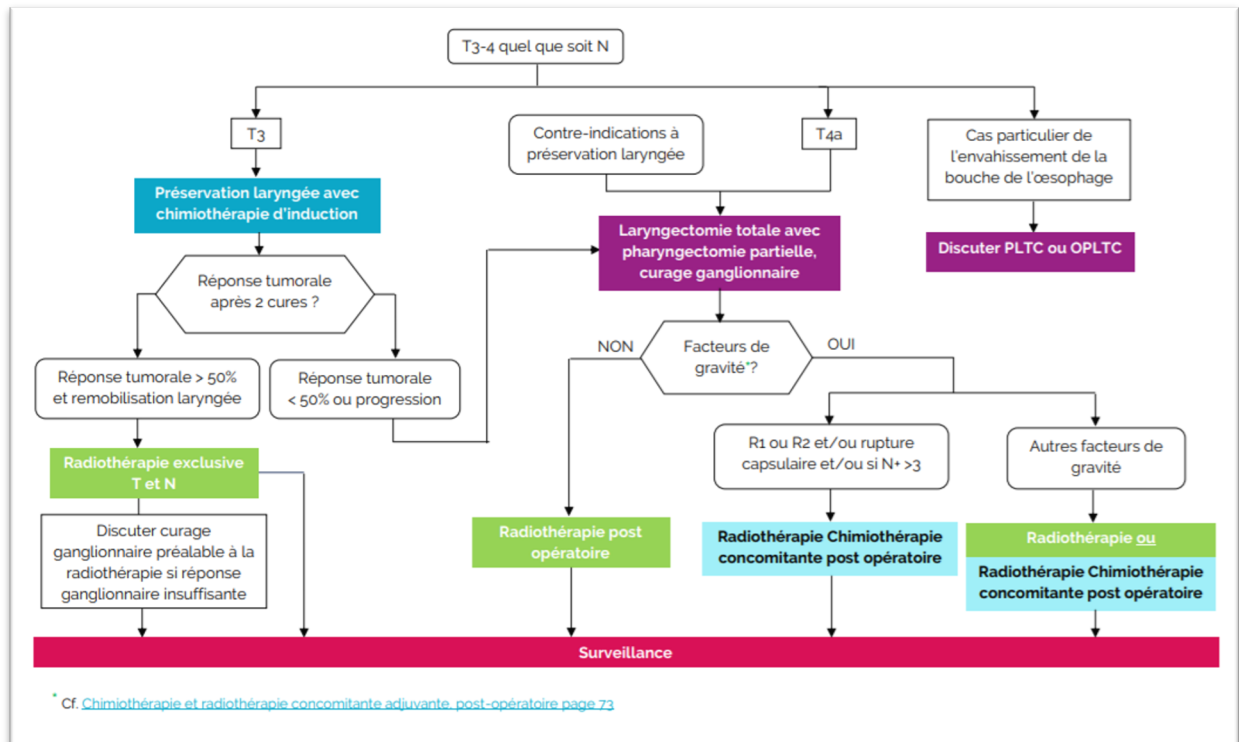 T3-4 quel que soit N
T3
Contre-indications à
préservation laryngée
T4a
Cas particulier de
l'envahissement de la
bouche de l'œsophage
Préservation laryngée avec
chimiothérapie d'induction
Laryngectomie totale avec
pharyngectomie partielle,
curage ganglionnaire
Discuter PLTC ou OPLTC
Réponse tumorale
après 2 cures ?
NON
Facteurs de
gravité*?
OUI
Réponse tumorale > 50%
et remobilisation laryngée
Réponse tumorale
< 50% ou progression
R1 ou R2 et/ou rupture
capsulaire et/ou si N+ >3
Autres facteurs de
gravité
Radiothérapie exclusive
T et N
Discuter curage
ganglionnaire préalable à la
radiothérapie si réponse
ganglionnaire insuffisante
Radiothérapie post
opératoire
Radiothérapie Chimiothérapie
concomitante post opératoire
Radiothérapie ou
Radiothérapie Chimiothérapie
concomitante post opératoire
Surveillance
* Cf. Chimiothérapie et radiothérapie concomitante adjuvante, post-opératoire page 73